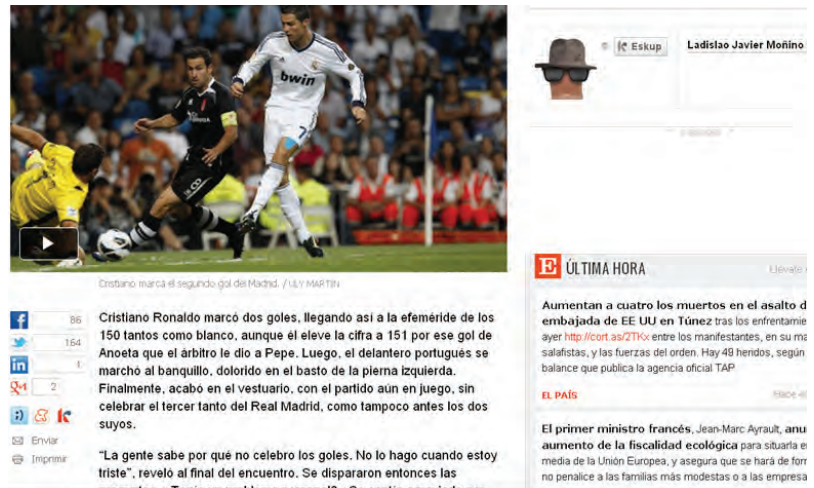 bwin
7
Cristiano marca el segundo gol del Madrid. / ULY MARTIN
86
164
1
2
Enviar
Imprimir
Cristiano Ronaldo marcó dos goles, llegando así a la efeméride de los
150 tantos como blanco, aunque él eleve la cifra a 151 por ese gol de
Anoeta que el árbitro le dio a Pepe. Luego, el delantero portugués se
marchó al banquillo, dolorido en el basto de la pierna izquierda.
Finalmente, acabó en el vestuario, con el partido aún en juego, sin
celebrar el tercer tanto del Real Madrid, como tampoco antes los dos
suyos.
"La gente sabe por qué no celebro los goles. No lo hago cuando estoy
triste", reveló al final del encuentro. Se dispararon entonces las
Eskup
Ladislao Javier Moñino
E ÚLTIMA HORA
Aumentan a cuatro los muertos en el asalto d
embajada de EE UU en Túnez tras los enfrentamie
ayer http://cort.as/2TKx entre los manifestantes, en su ma
salafistas, y las fuerzas del orden. Hay 49 heridos, según
balance que publica la agencia oficial TAP
EL PAÍS
El primer ministro francés, Jean-Marc Ayrault, anu
aumento de la fiscalidad ecológica para situarla e
media de la Unión Europea, y asegura que se hará de for
no penalice a las familias más modestas o a las empresa